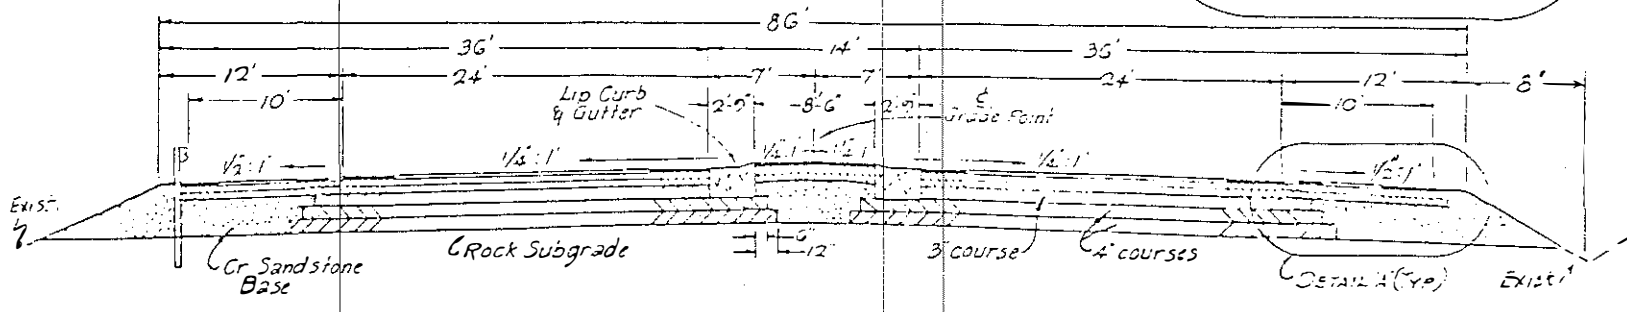 86'
36' 14' 36'
12' 24' 7' 7' 24' 12' 8'
10' 2'-9" 8'-6" 2'-9" ℄ 10'
Lip Curb
& Gutter
Grade Point
1/2":1' 1/4":1' 1/4":1' 1/4":1' 1/4":1' 1/2":1'
Exist.
Cr Sandstone
Base
Rock Subgrade
6"
12"
3" course
4" courses
DETAIL 'A' (TYP)
EXIST.